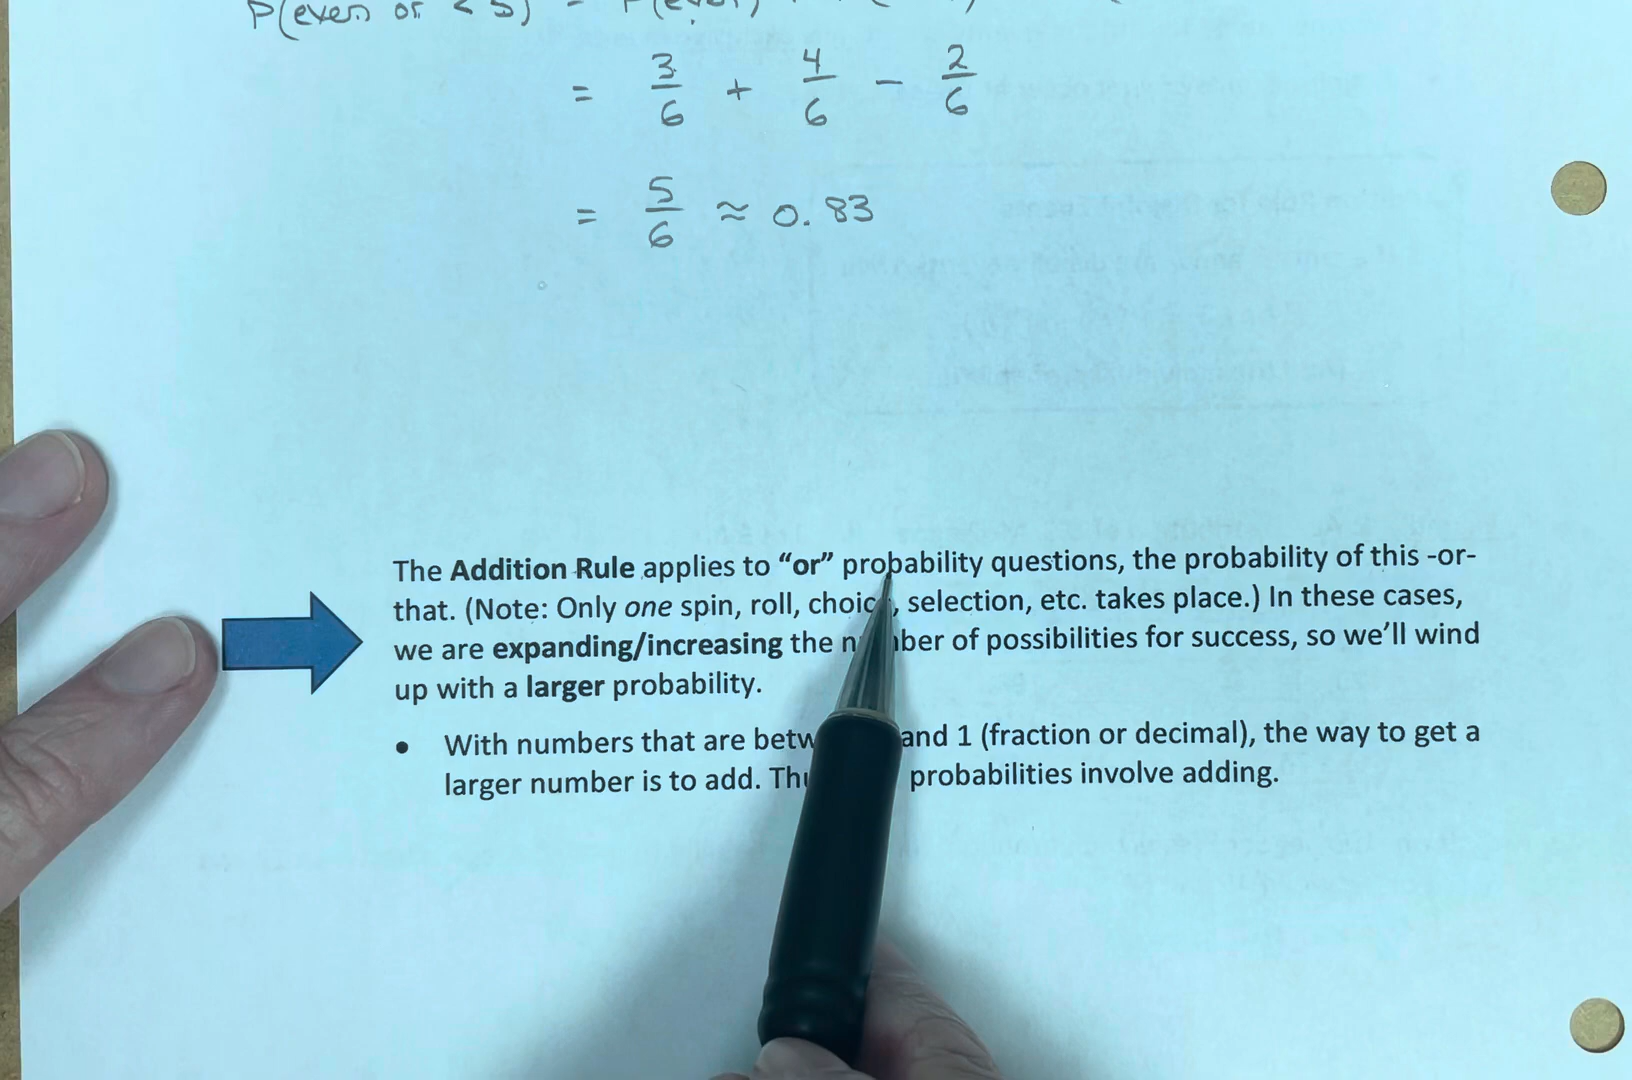 P(even or < 5) = P(even)
= 3/6 + 4/6 - 2/6
= 5/6 ≈ 0.83
The Addition Rule applies to “or” probability questions, the probability of this -or-
that. (Note: Only one spin, roll, choice, selection, etc. takes place.) In these cases,
we are expanding/increasing the number of possibilities for success, so we’ll wind
up with a larger probability.
• With numbers that are and 1 (fraction or decimal), the way to get a
larger number is to add. probabilities involve adding.